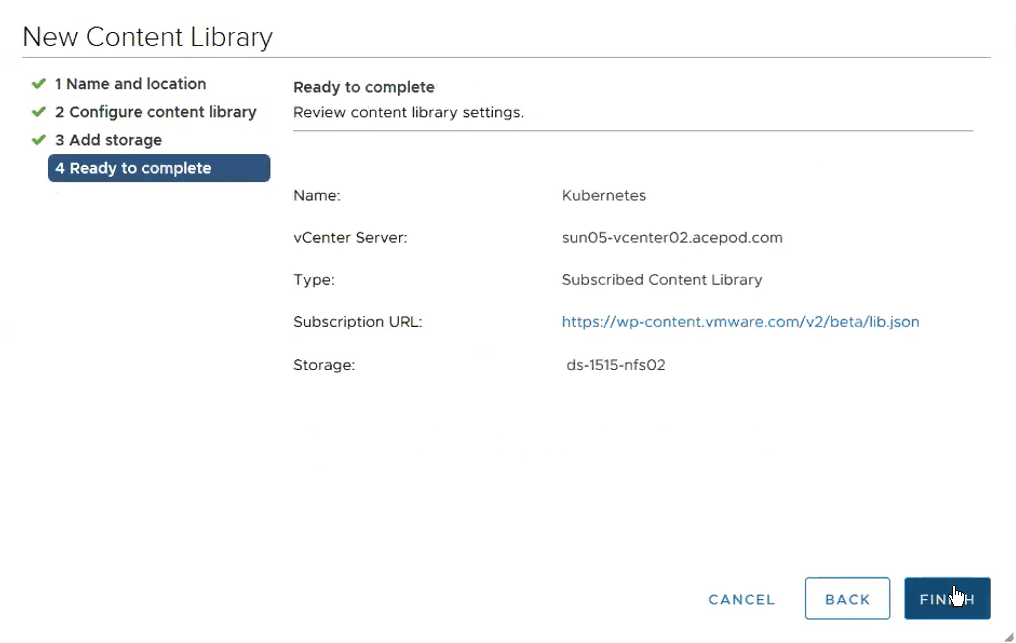 New Content Library
1 Name and location
2 Configure content library
3 Add storage
4 Ready to complete
Ready to complete
Review content library settings.
Name: Kubernetes
vCenter Server: sun05-vcenter02.acepod.com
Type: Subscribed Content Library
Subscription URL: https://wp-content.vmware.com/v2/beta/lib.json
Storage: ds-1515-nfs02
CANCEL BACK FINISH